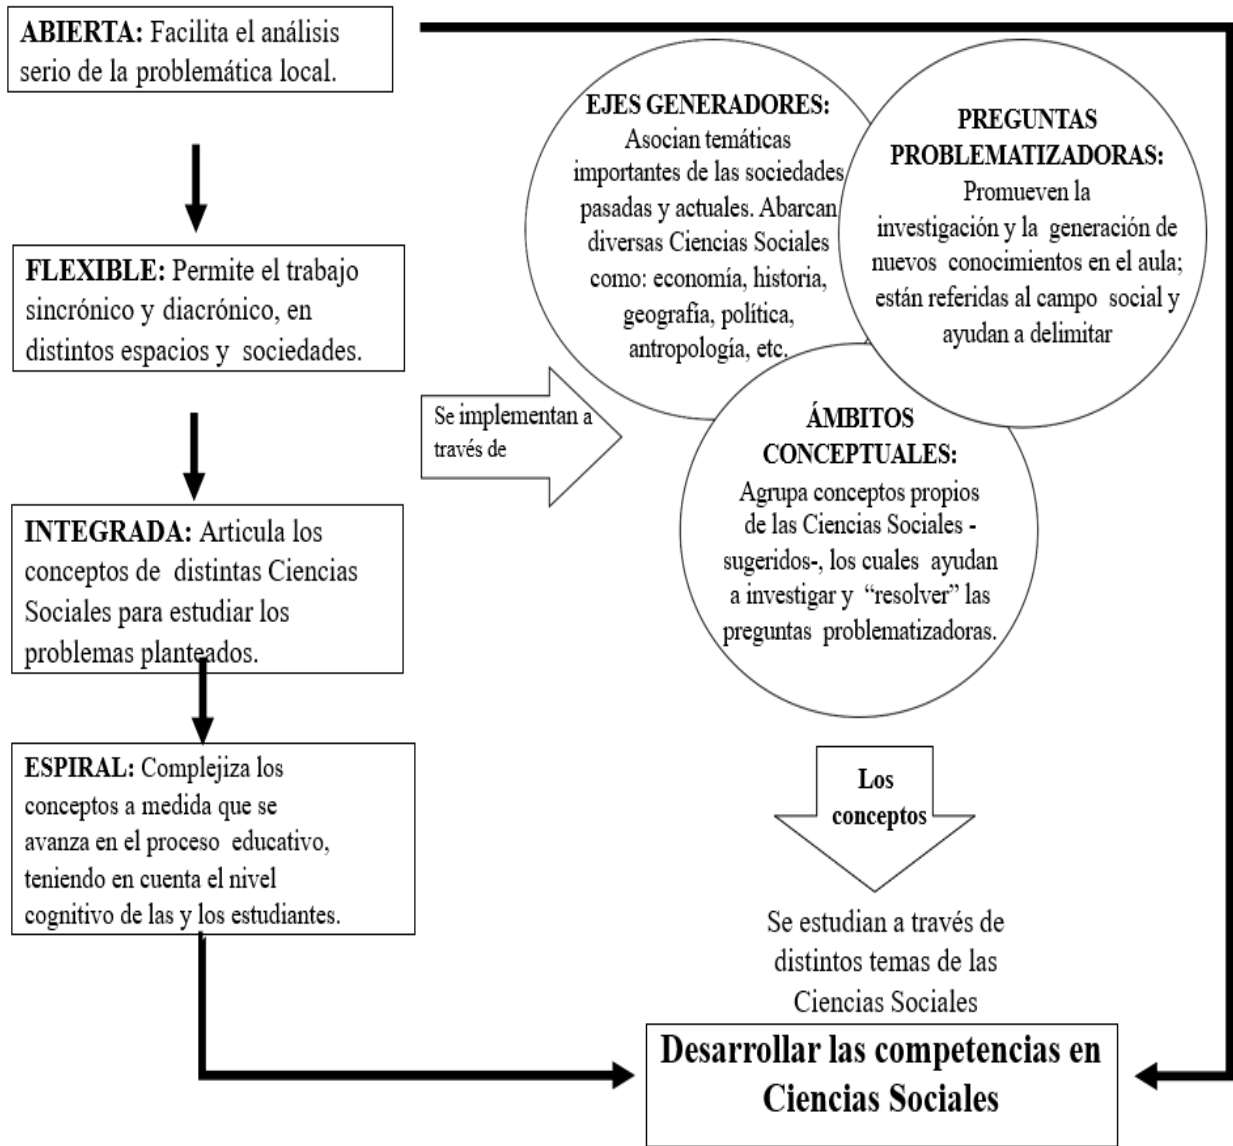 ABIERTA: Facilita el análisis
serio de la problemática local.
FLEXIBLE: Permite el trabajo
sincrónico y diacrónico, en
distintos espacios y sociedades.
INTEGRADA: Articula los
conceptos de distintas Ciencias
Sociales para estudiar los
problemas planteados.
ESPIRAL: Complejiza los
conceptos a medida que se
avanza en el proceso educativo,
teniendo en cuenta el nivel
cognitivo de las y los estudiantes.
Se implementan a
través de
EJES GENERADORES:
Asocian temáticas
importantes de las sociedades
pasadas y actuales. Abarcan
diversas Ciencias Sociales
como: economía, historia,
geografía, política,
antropología, etc.
PREGUNTAS
PROBLEMATIZADORAS:
Promueven la
investigación y la generación de
nuevos conocimientos en el aula;
están referidas al campo social y
ayudan a delimitar
ÁMBITOS
CONCEPTUALES:
Agrupa conceptos propios
de las Ciencias Sociales -
sugeridos-, los cuales ayudan
a investigar y “resolver” las
preguntas problematizadoras.
Los
conceptos
Se estudian a través de
distintos temas de las
Ciencias Sociales
Desarrollar las competencias en
Ciencias Sociales